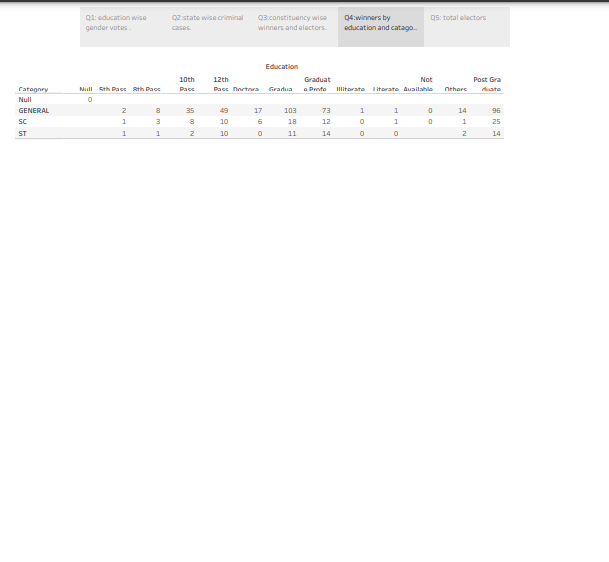 Q1: education wise gender votes .
Q2:state wise criminal cases.
Q3:constituency wise winners and electors.
Q4:winners by education and catago..
Q5: total electors
Education
Category Null 5th Pass 8th Pass 10th Pass 12th Pass Doctora Gradua Graduat e Profe Illiterate Literate Not Available Others Post Gra duate
Null 0
GENERAL 2 8 35 49 17 103 73 1 1 0 14 96
SC 1 3 8 10 6 18 12 0 1 0 1 25
ST 1 1 2 10 0 11 14 0 0 2 14